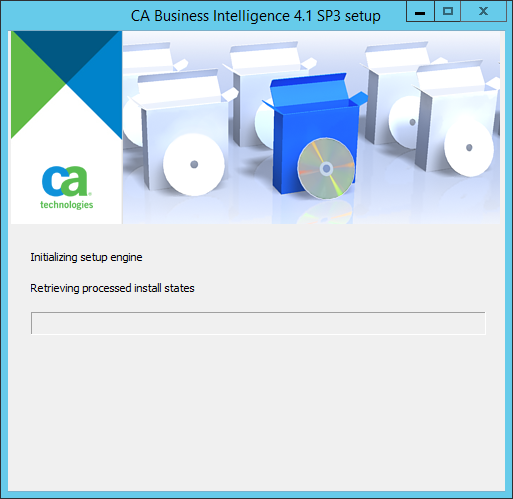 CA Business Intelligence 4.1 SP3 setup
ca
technologies
Initializing setup engine
Retrieving processed install states